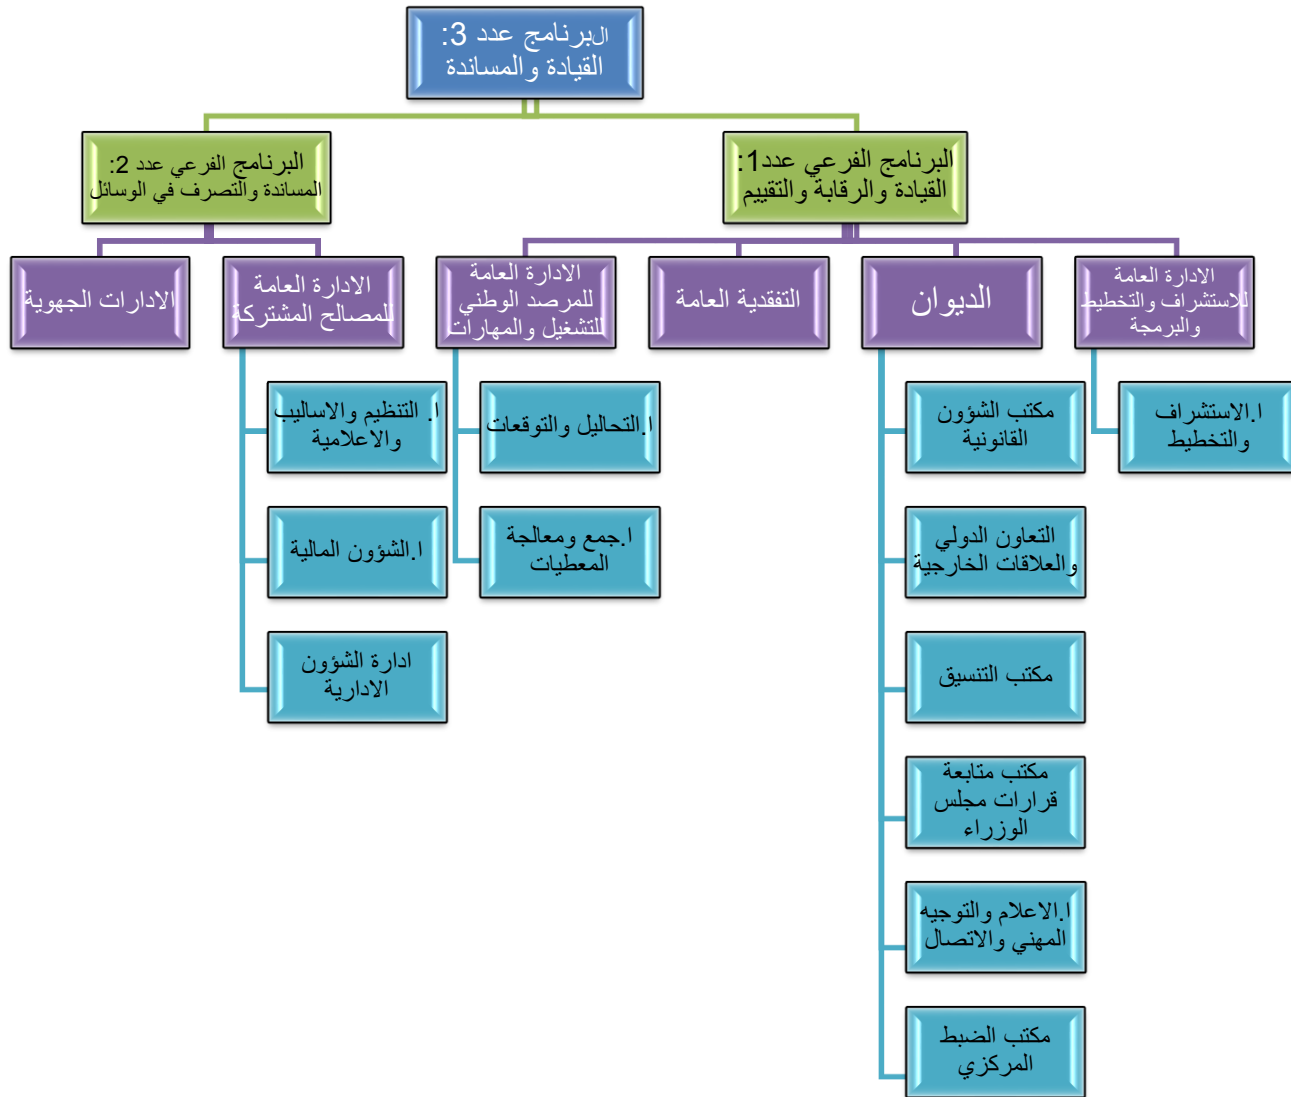 البرنامج عدد 3:
القيادة والمساندة
البرنامج الفرعي عدد1:
القيادة والرقابة والتقييم
البرنامج الفرعي عدد 2:
المساندة والتصرف في الوسائل
الادارة العامة
للاستشراف والتخطيط
والبرمجة
الديوان
التفقدية العامة
الادارة العامة
للمرصد الوطني
للتشغيل والمهارات
الادارة العامة
للمصالح المشتركة
الادارات الجهوية
ا.الاستشراف
والتخطيط
مكتب الشؤون
القانونية
التعاون الدولي
والعلاقات الخارجية
مكتب التنسيق
مكتب متابعة
قرارات مجلس
الوزراء
ا.الاعلام والتوجيه
المهني والاتصال
مكتب الضبط
المركزي
ا.التحاليل والتوقعات
ا.جمع ومعالجة
المعطيات
ا. التنظيم والاساليب
والاعلامية
ا.الشؤون المالية
ادارة الشؤون
الادارية